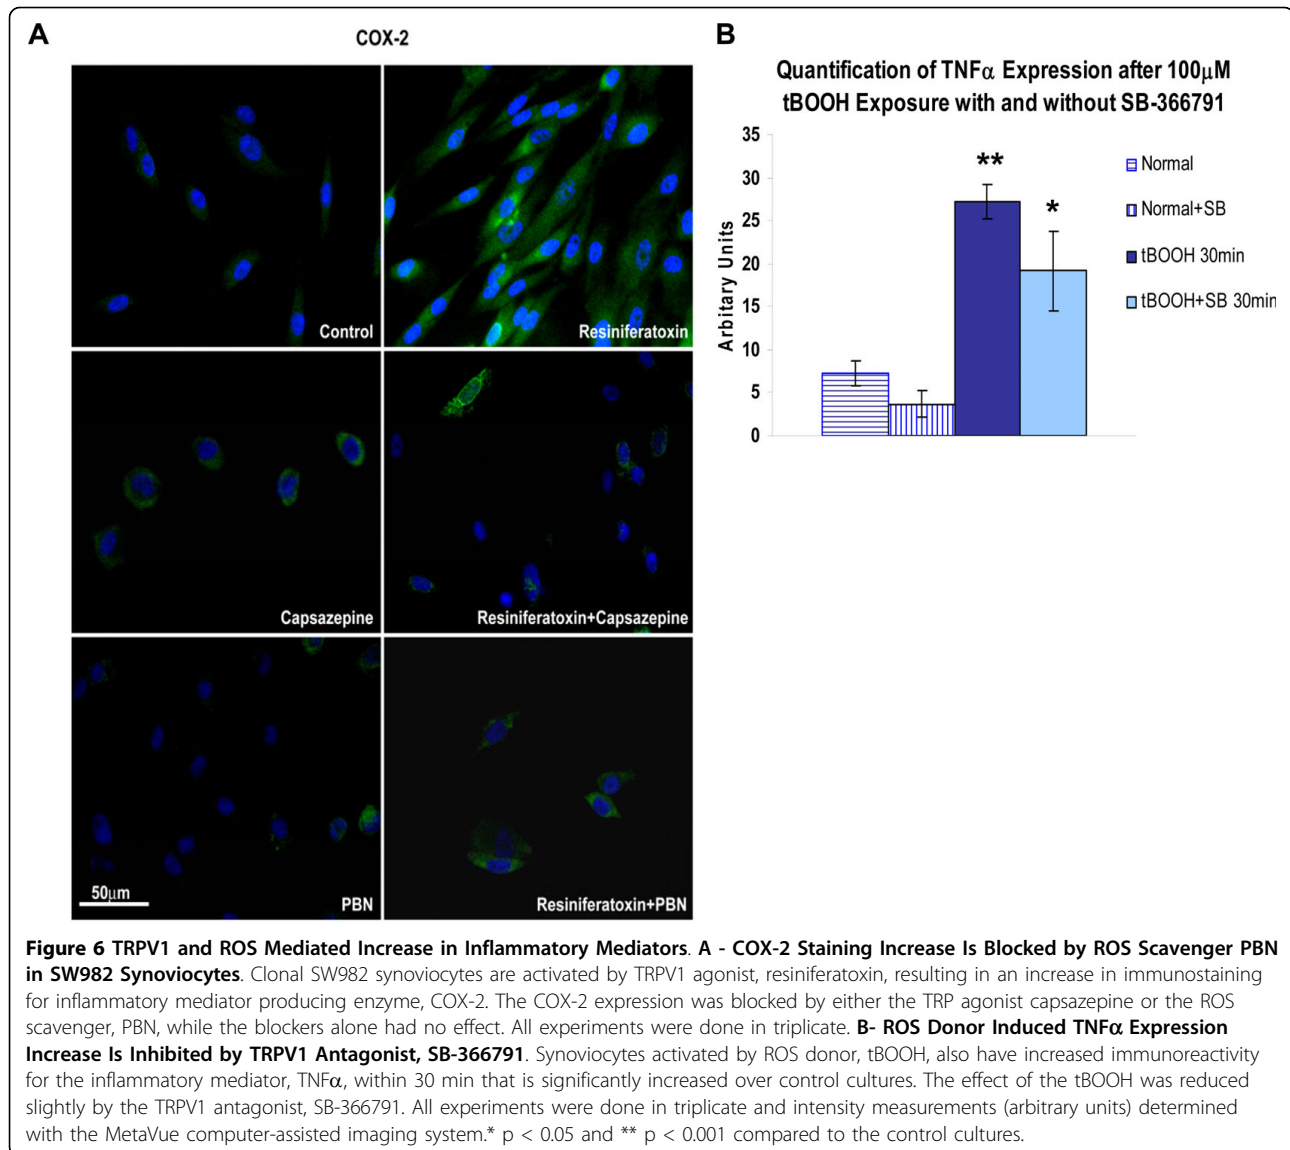 A
COX-2
Control
Resiniferatoxin
Capsazepine
Resiniferatoxin+Capsazepine
50μm
PBN
Resiniferatoxin+PBN
B
Quantification of TNFα Expression after 100μM
tBOOH Exposure with and without SB-366791
Arbitary Units
35
30
25
20
15
10
5
0
**
*
Normal
Normal+SB
tBOOH 30min
tBOOH+SB 30min
Figure 6 TRPV1 and ROS Mediated Increase in Inflammatory Mediators. A - COX-2 Staining Increase Is Blocked by ROS Scavenger PBN
in SW982 Synoviocytes. Clonal SW982 synoviocytes are activated by TRPV1 agonist, resiniferatoxin, resulting in an increase in immunostaining
for inflammatory mediator producing enzyme, COX-2. The COX-2 expression was blocked by either the TRP agonist capsazepine or the ROS
scavenger, PBN, while the blockers alone had no effect. All experiments were done in triplicate. B- ROS Donor Induced TNFα Expression
Increase Is Inhibited by TRPV1 Antagonist, SB-366791. Synoviocytes activated by ROS donor, tBOOH, also have increased immunoreactivity
for the inflammatory mediator, TNFα, within 30 min that is significantly increased over control cultures. The effect of the tBOOH was reduced
slightly by the TRPV1 antagonist, SB-366791. All experiments were done in triplicate and intensity measurements (arbitrary units) determined
with the MetaVue computer-assisted imaging system.* p < 0.05 and ** p < 0.001 compared to the control cultures.